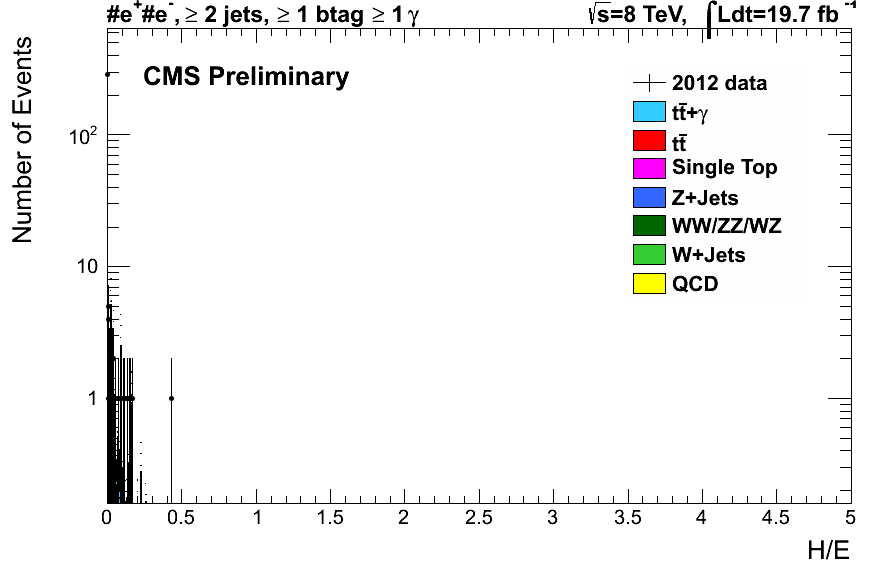 #e⁺#e⁻, ≥ 2 jets, ≥ 1 btag ≥ 1 γ
√s=8 TeV, ∫Ldt=19.7 fb⁻¹
CMS Preliminary
2012 data
tt̄+γ
tt̄
Single Top
Z+Jets
WW/ZZ/WZ
W+Jets
QCD
Number of Events
10²
10
1
0 0.5 1 1.5 2 2.5 3 3.5 4 4.5 5
H/E